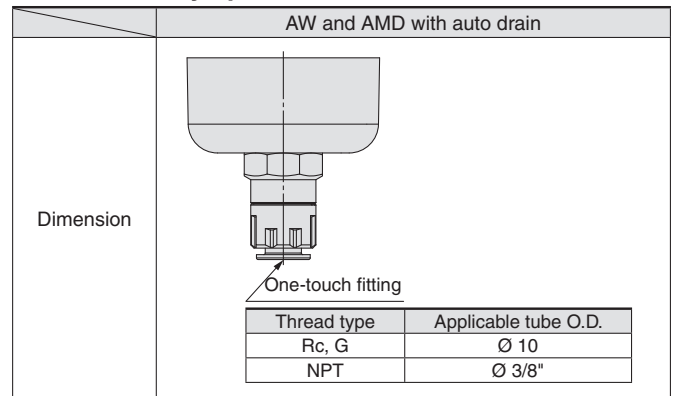 AW and AMD with auto drain
Dimension
One-touch fitting
Thread type Applicable tube O.D.
Rc, G Ø 10
NPT Ø 3/8"